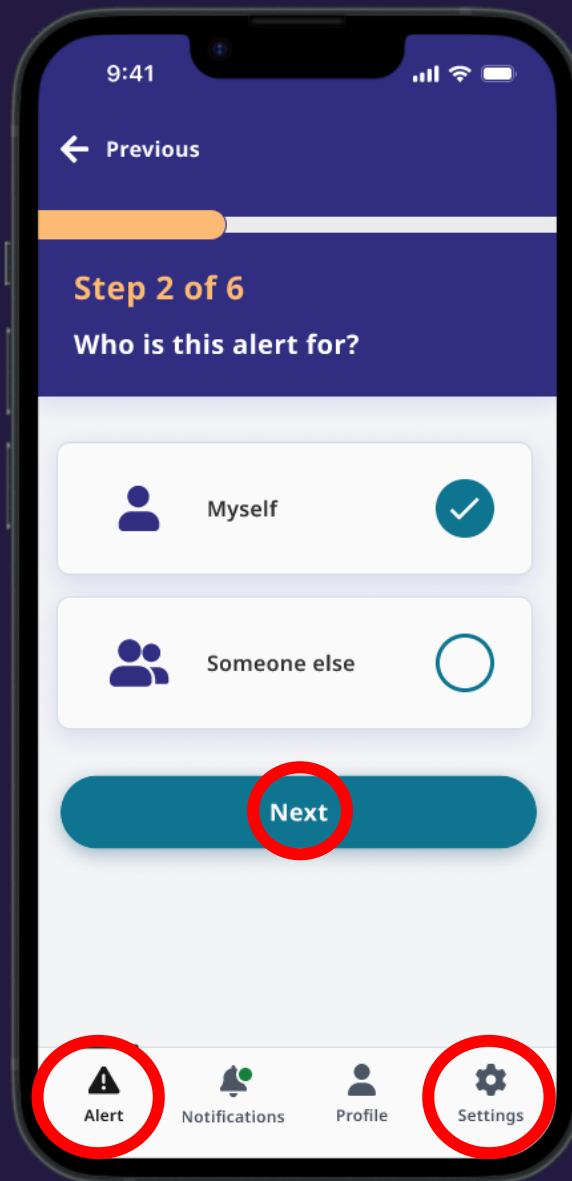 9:41
Previous
Step 2 of 6
Who is this alert for?
Myself
Someone else
Next
Alert Notifications Profile Settings